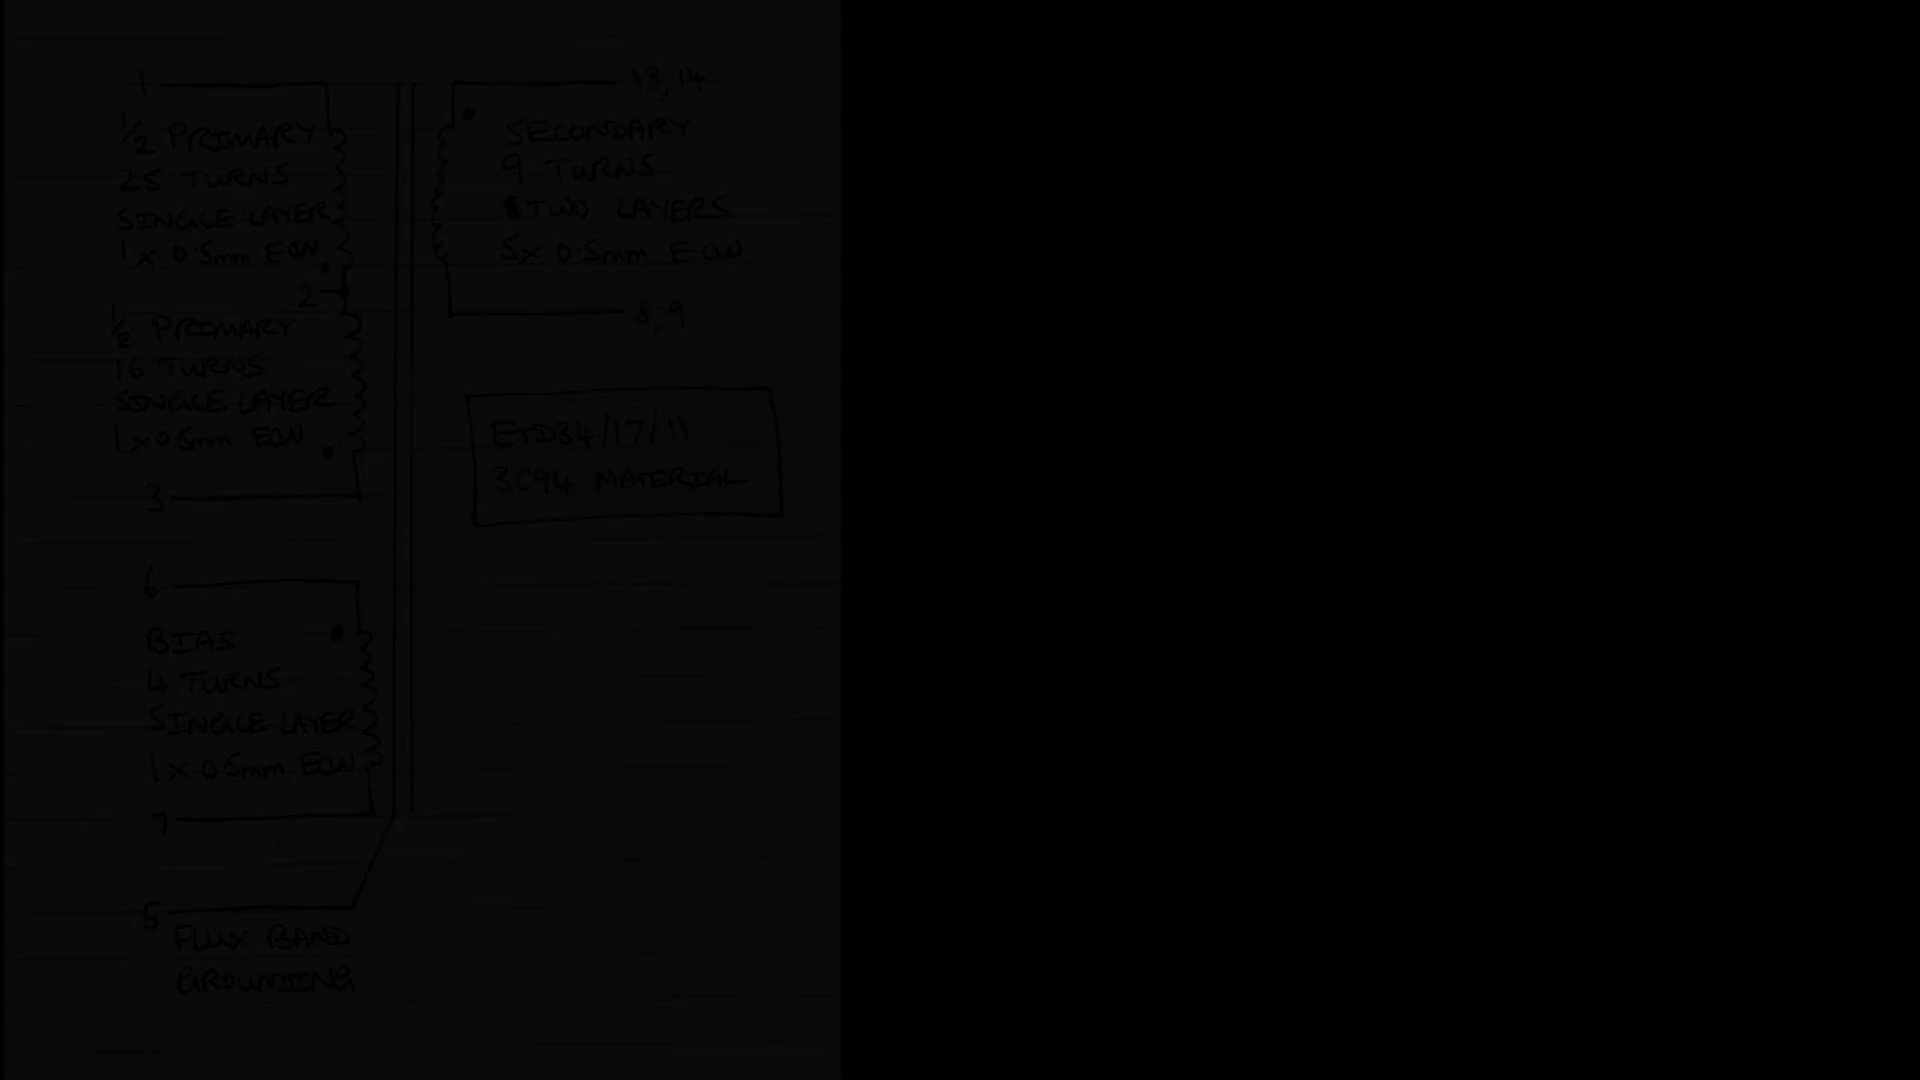 1
1/2 PRIMARY
25 TURNS
SINGLE LAYER
1 x 0.5mm ECW
2
1/2 PRIMARY
16 TURNS
SINGLE LAYER
1 x 0.5mm ECW
3
6
BIAS
4 TURNS
SINGLE LAYER
1 x 0.5mm ECW
7
5
FLUX BAND
GROUNDING
13, 14
SECONDARY
9 TURNS
TWO LAYERS
5x 0.5mm ECW
8, 9
ETD34/17/11
3C94 MATERIAL